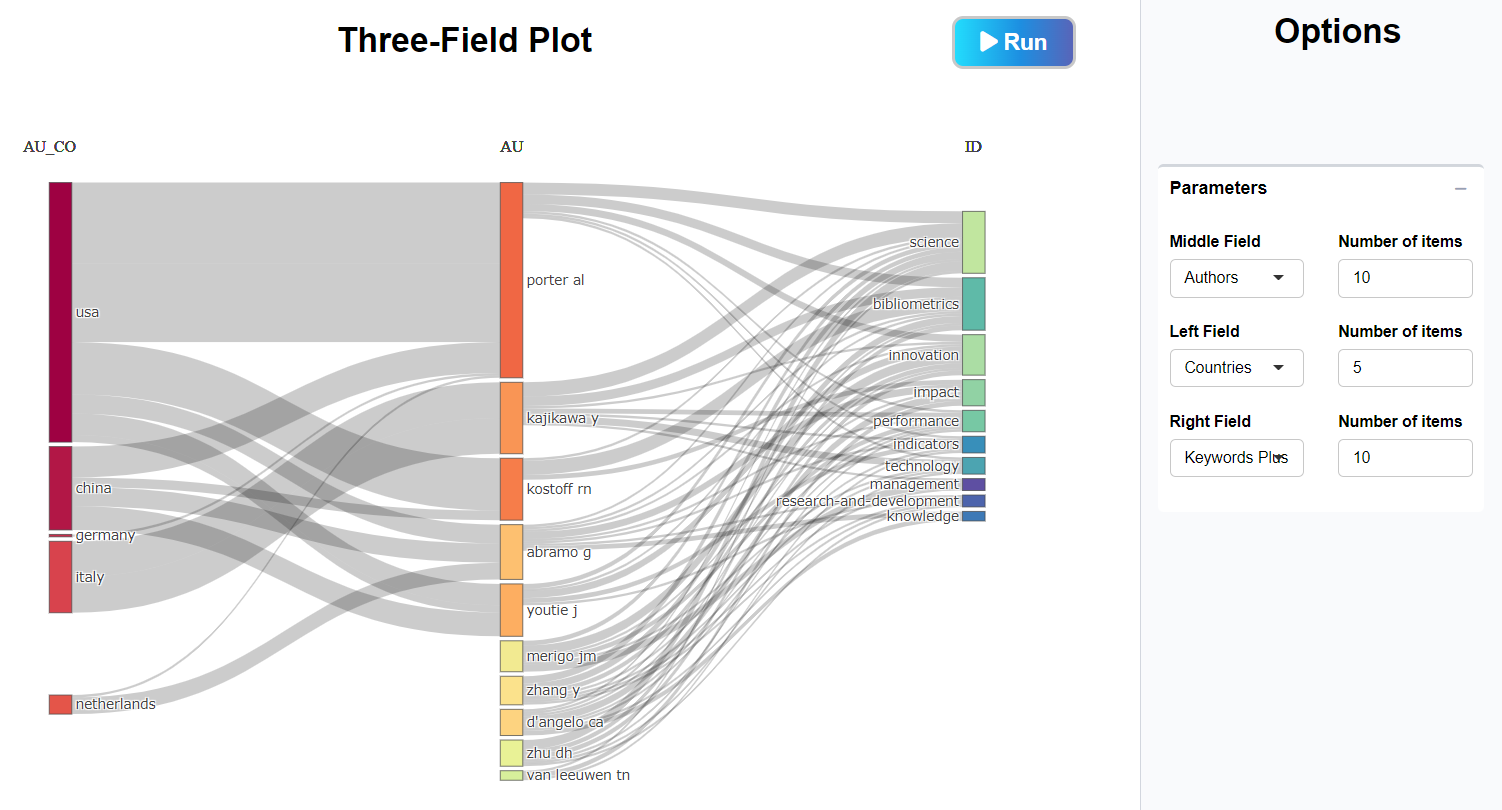 Three-Field Plot
Run
Options
AU_CO
AU
ID
usa
china
germany
italy
netherlands
porter al
kajikawa y
kostoff rn
abramo g
youtie j
merigo jm
zhang y
d'angelo ca
zhu dh
van leeuwen tn
science
bibliometrics
innovation
impact
performance
indicators
technology
management
research-and-development
knowledge
Parameters
Middle Field Number of items
Authors 10
Left Field Number of items
Countries 5
Right Field Number of items
Keywords Plus 10